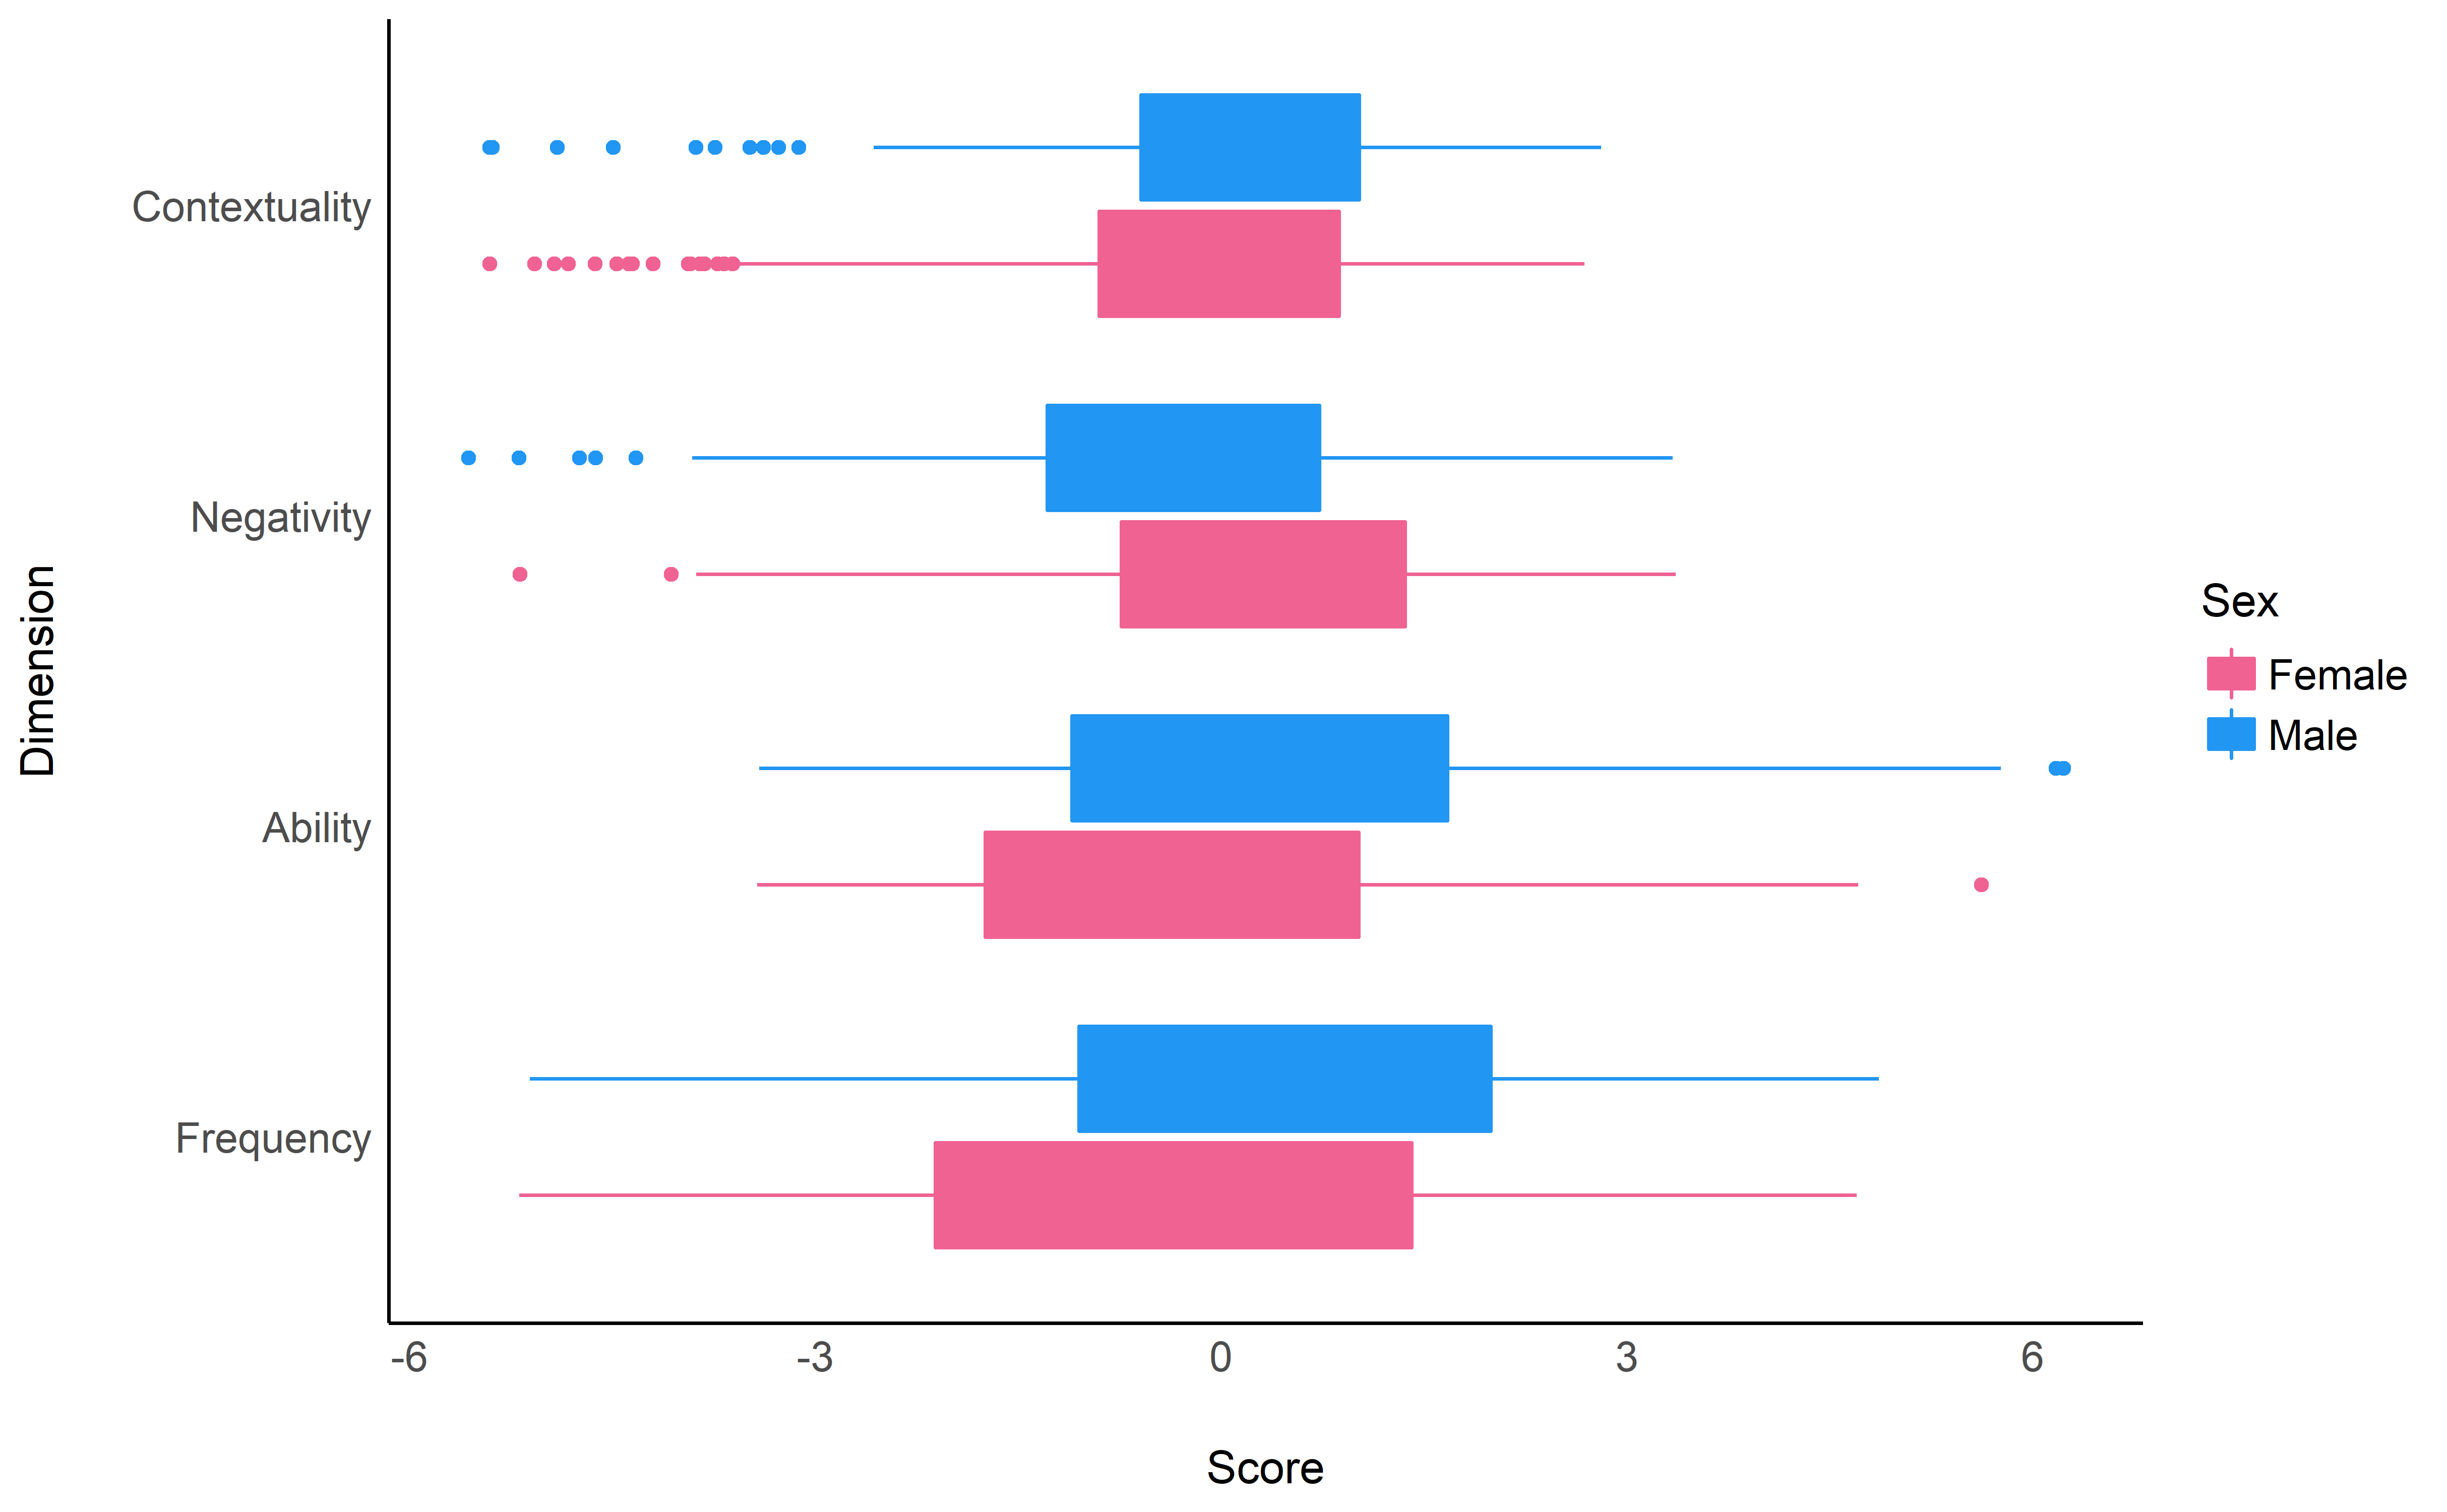 Contextuality
Negativity
Ability
Frequency
Dimension
-6 -3 0 3 6
Score
Sex
Female
Male